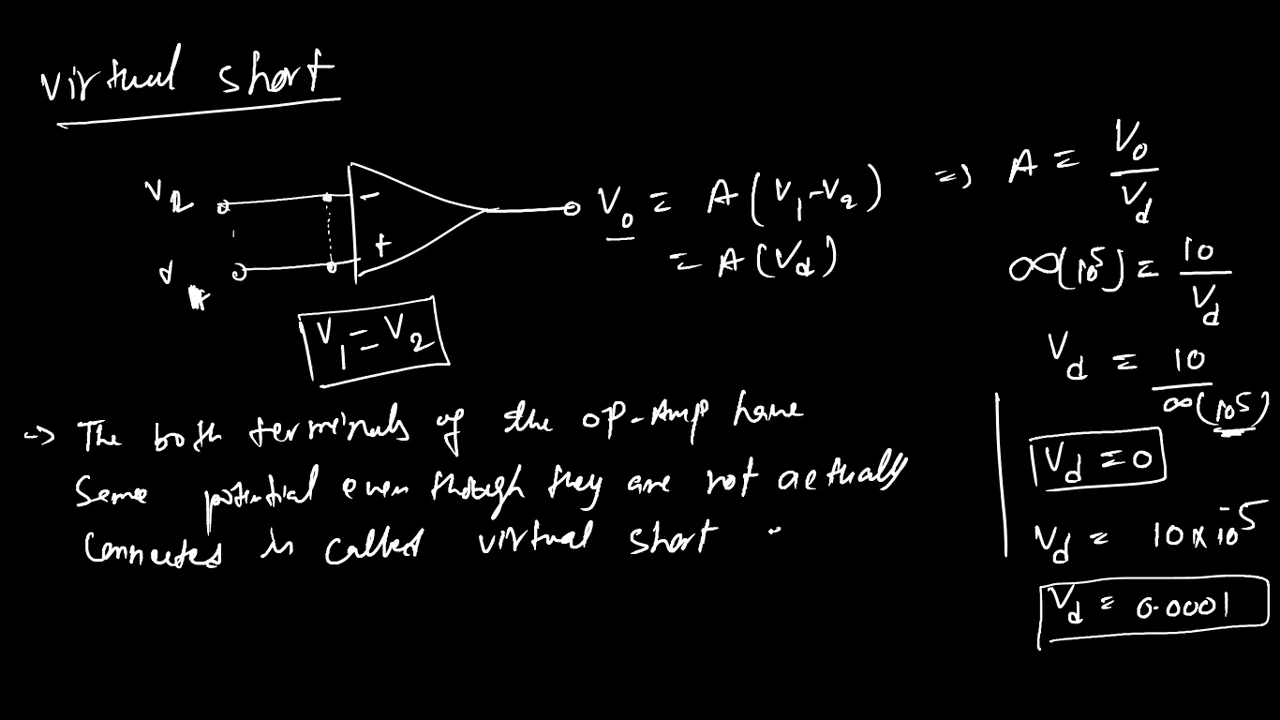 virtual short
V2
-
+
V0 = A(V1-V2) => A = V0/Vd
= A(Vd)
∞(10^5) = 10/Vd
V1 = V2
Vd = 10/∞(10^5)
Vd = 0
Vd = 10 x 10^-5
Vd = 0.0001
-> The both terminals of the op-Amp have
Same potential even though they are not actually
Connected is called virtual short .